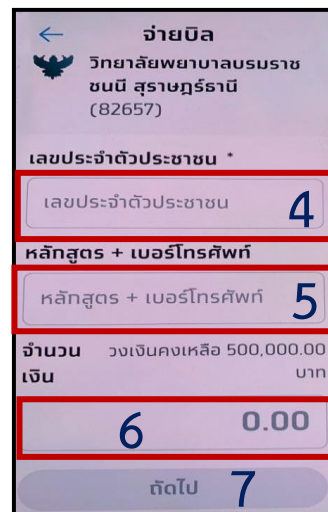 จ่ายบิล
วิทยาลัยพยาบาลบรมราช
ชนนี สุราษฎร์ธานี
(82657)
เลขประจำตัวประชาชน *
เลขประจำตัวประชาชน 4
หลักสูตร + เบอร์โทรศัพท์
หลักสูตร + เบอร์โทรศัพท์ 5
จำนวน วงเงินคงเหลือ 500,000.00
เงิน บาท
6 0.00
ถัดไป 7